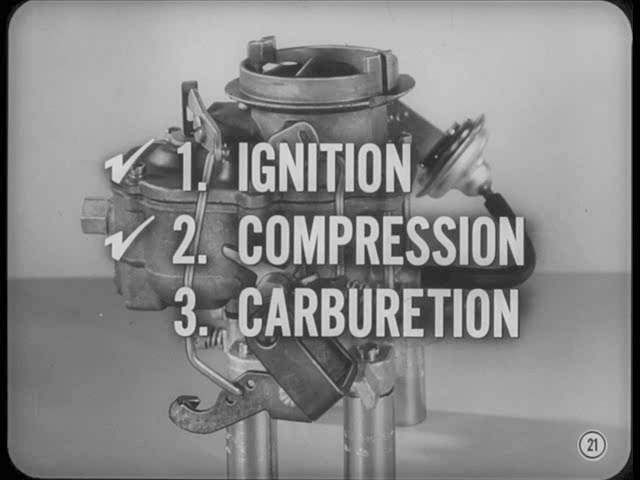 1. IGNITION
2. COMPRESSION
3. CARBURETION
21